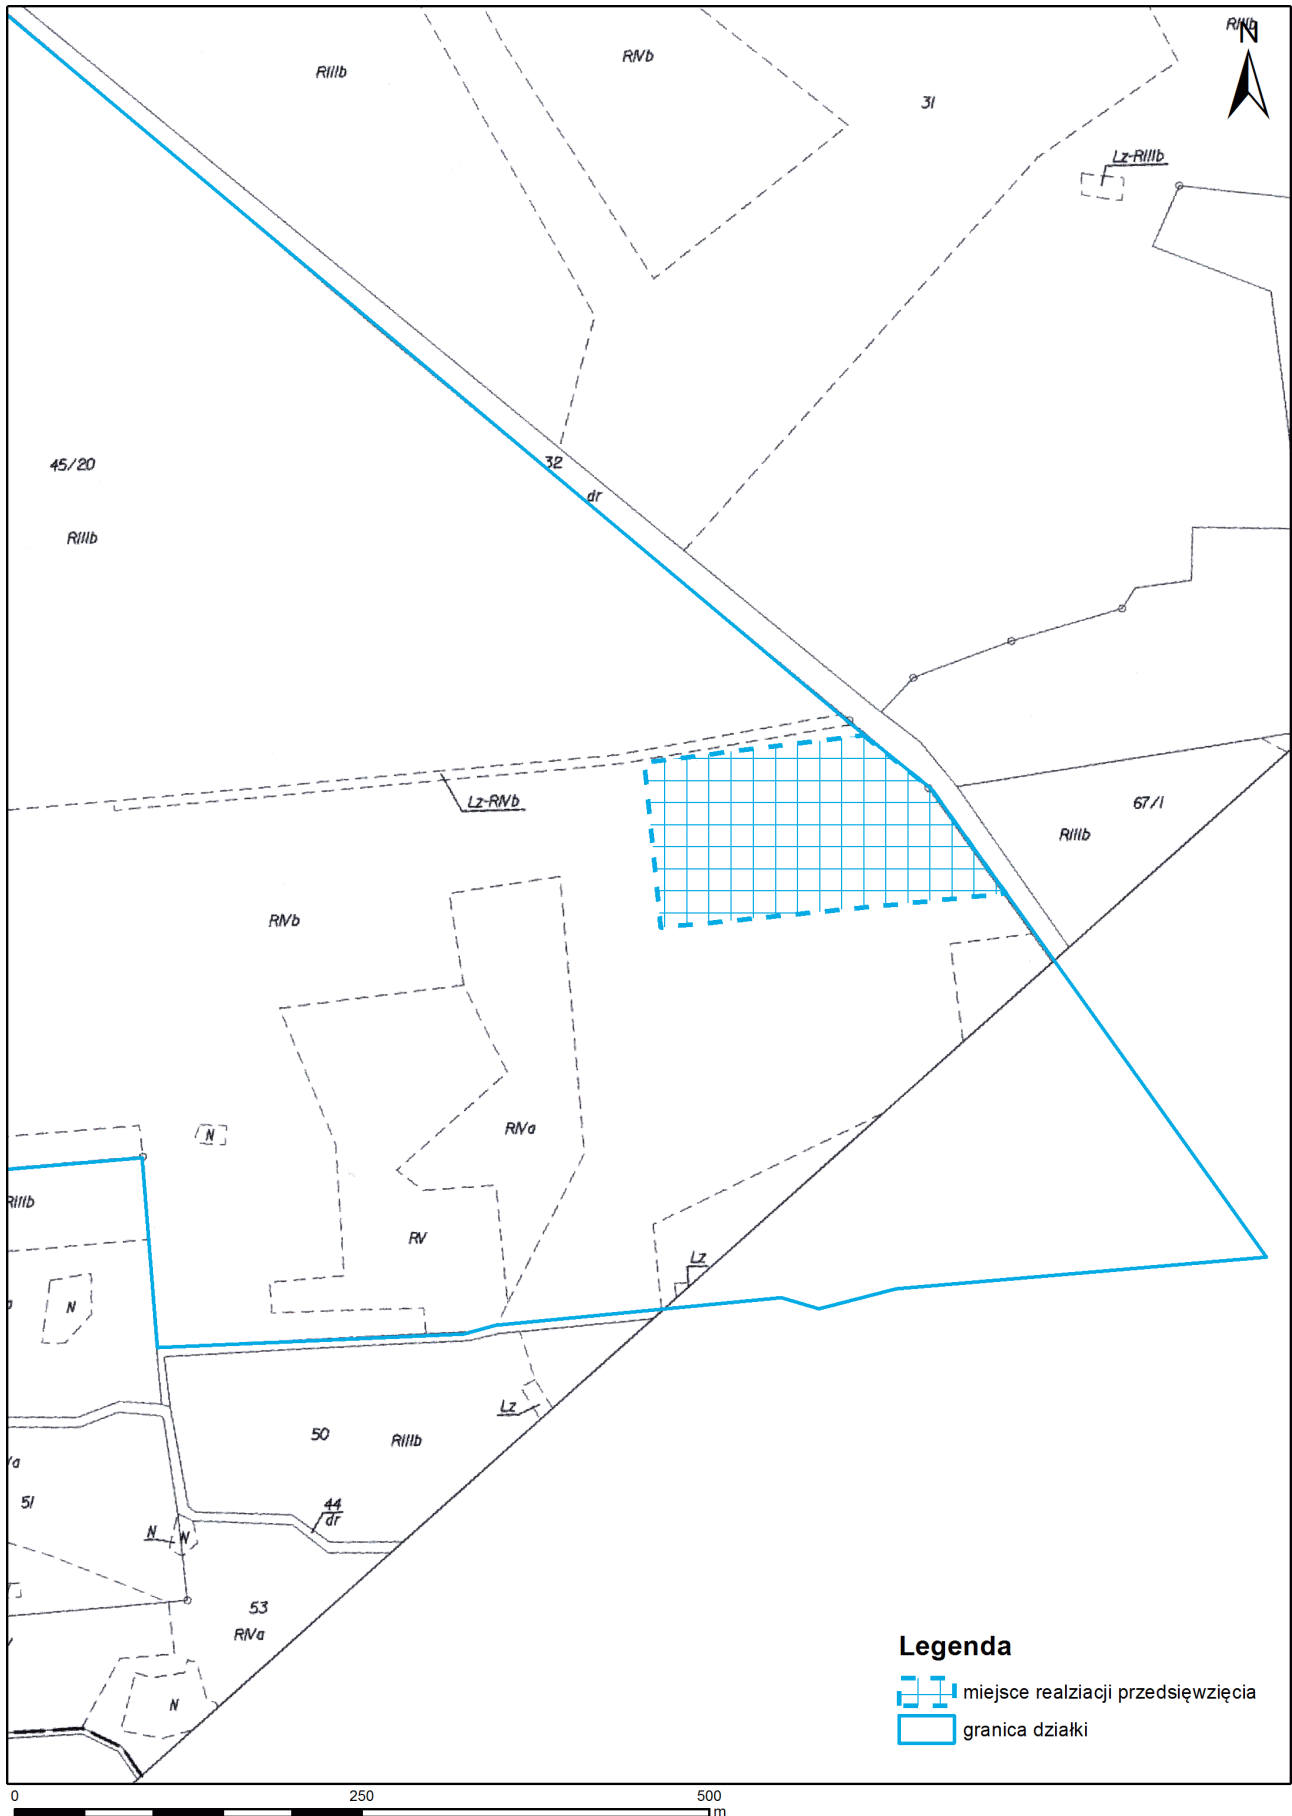 RIIIb
N
RIIIb
RIVb
31
Lz-RIIIb
45/20
32
dr
RIIIb
Lz-RIVb
67/1
RIIIb
RIVb
N
RIVa
RIIIb
RV
Lz
N
Lz
50
RIIIb
51
44
dr
N
N
53
RIVa
N
Legenda
miejsce realziacji przedsięwzięcia
granica działki
0
250
500
m